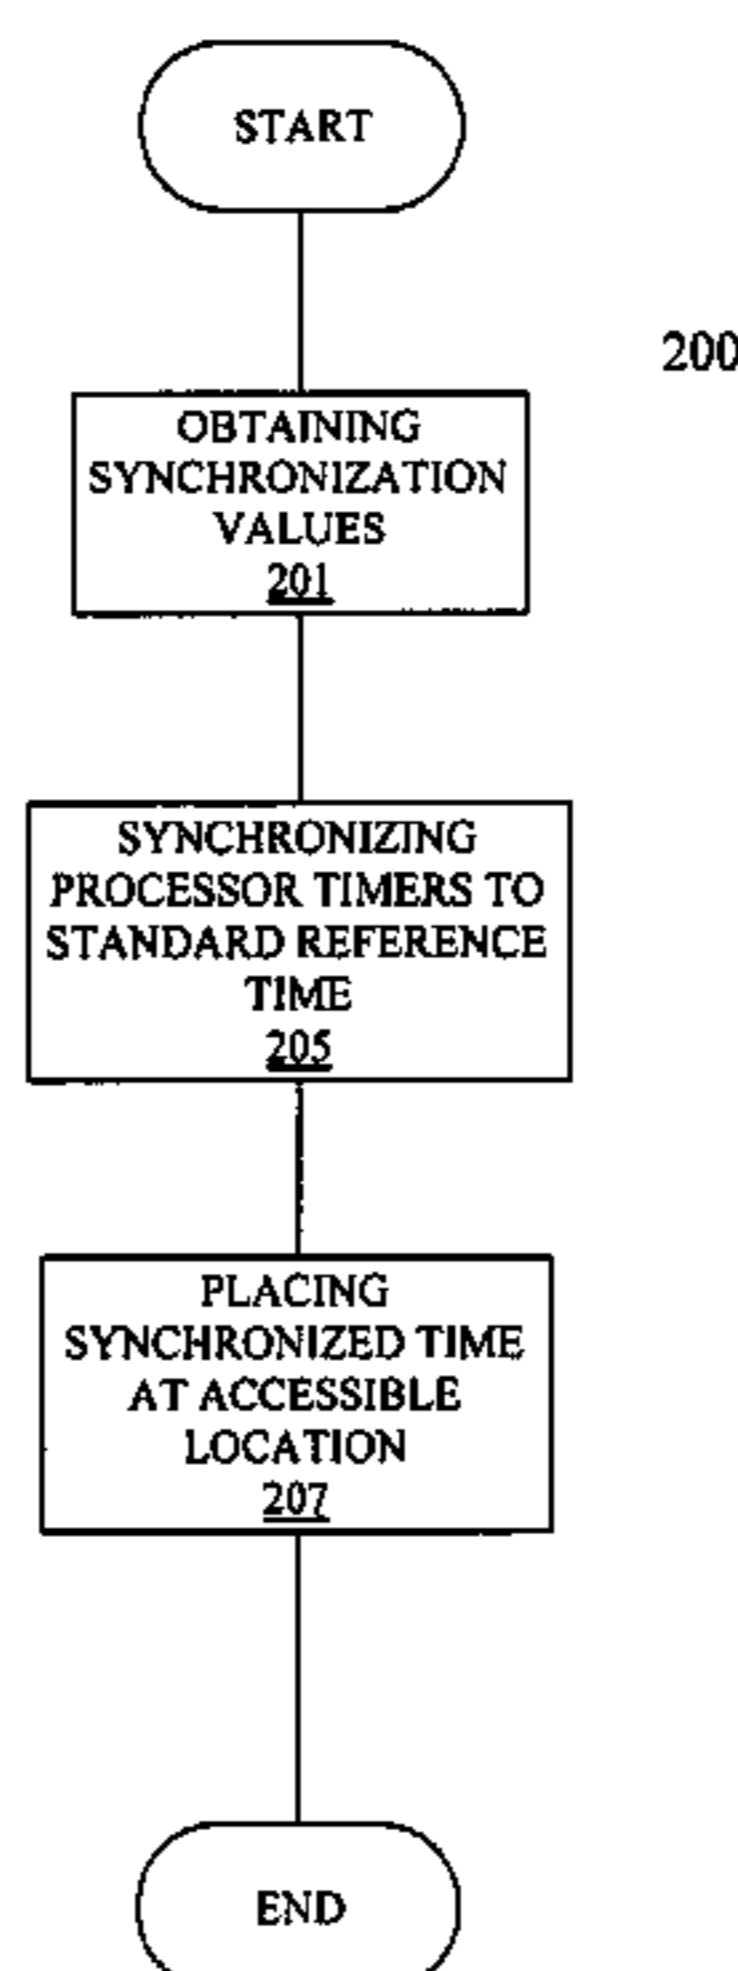 START
200
OBTAINING
SYNCHRONIZATION
VALUES
201
SYNCHRONIZING
PROCESSOR TIMERS TO
STANDARD REFERENCE
TIME
205
PLACING
SYNCHRONIZED TIME
AT ACCESSIBLE
LOCATION
207
END